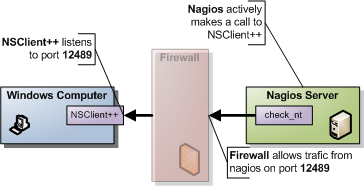 Nagios actively
makes a call to
NSClient++
NSClient++ listens
to port 12489
Firewall
Windows Computer
NSClient++
Nagios Server
check_nt
Firewall allows trafic from
nagios on port 12489